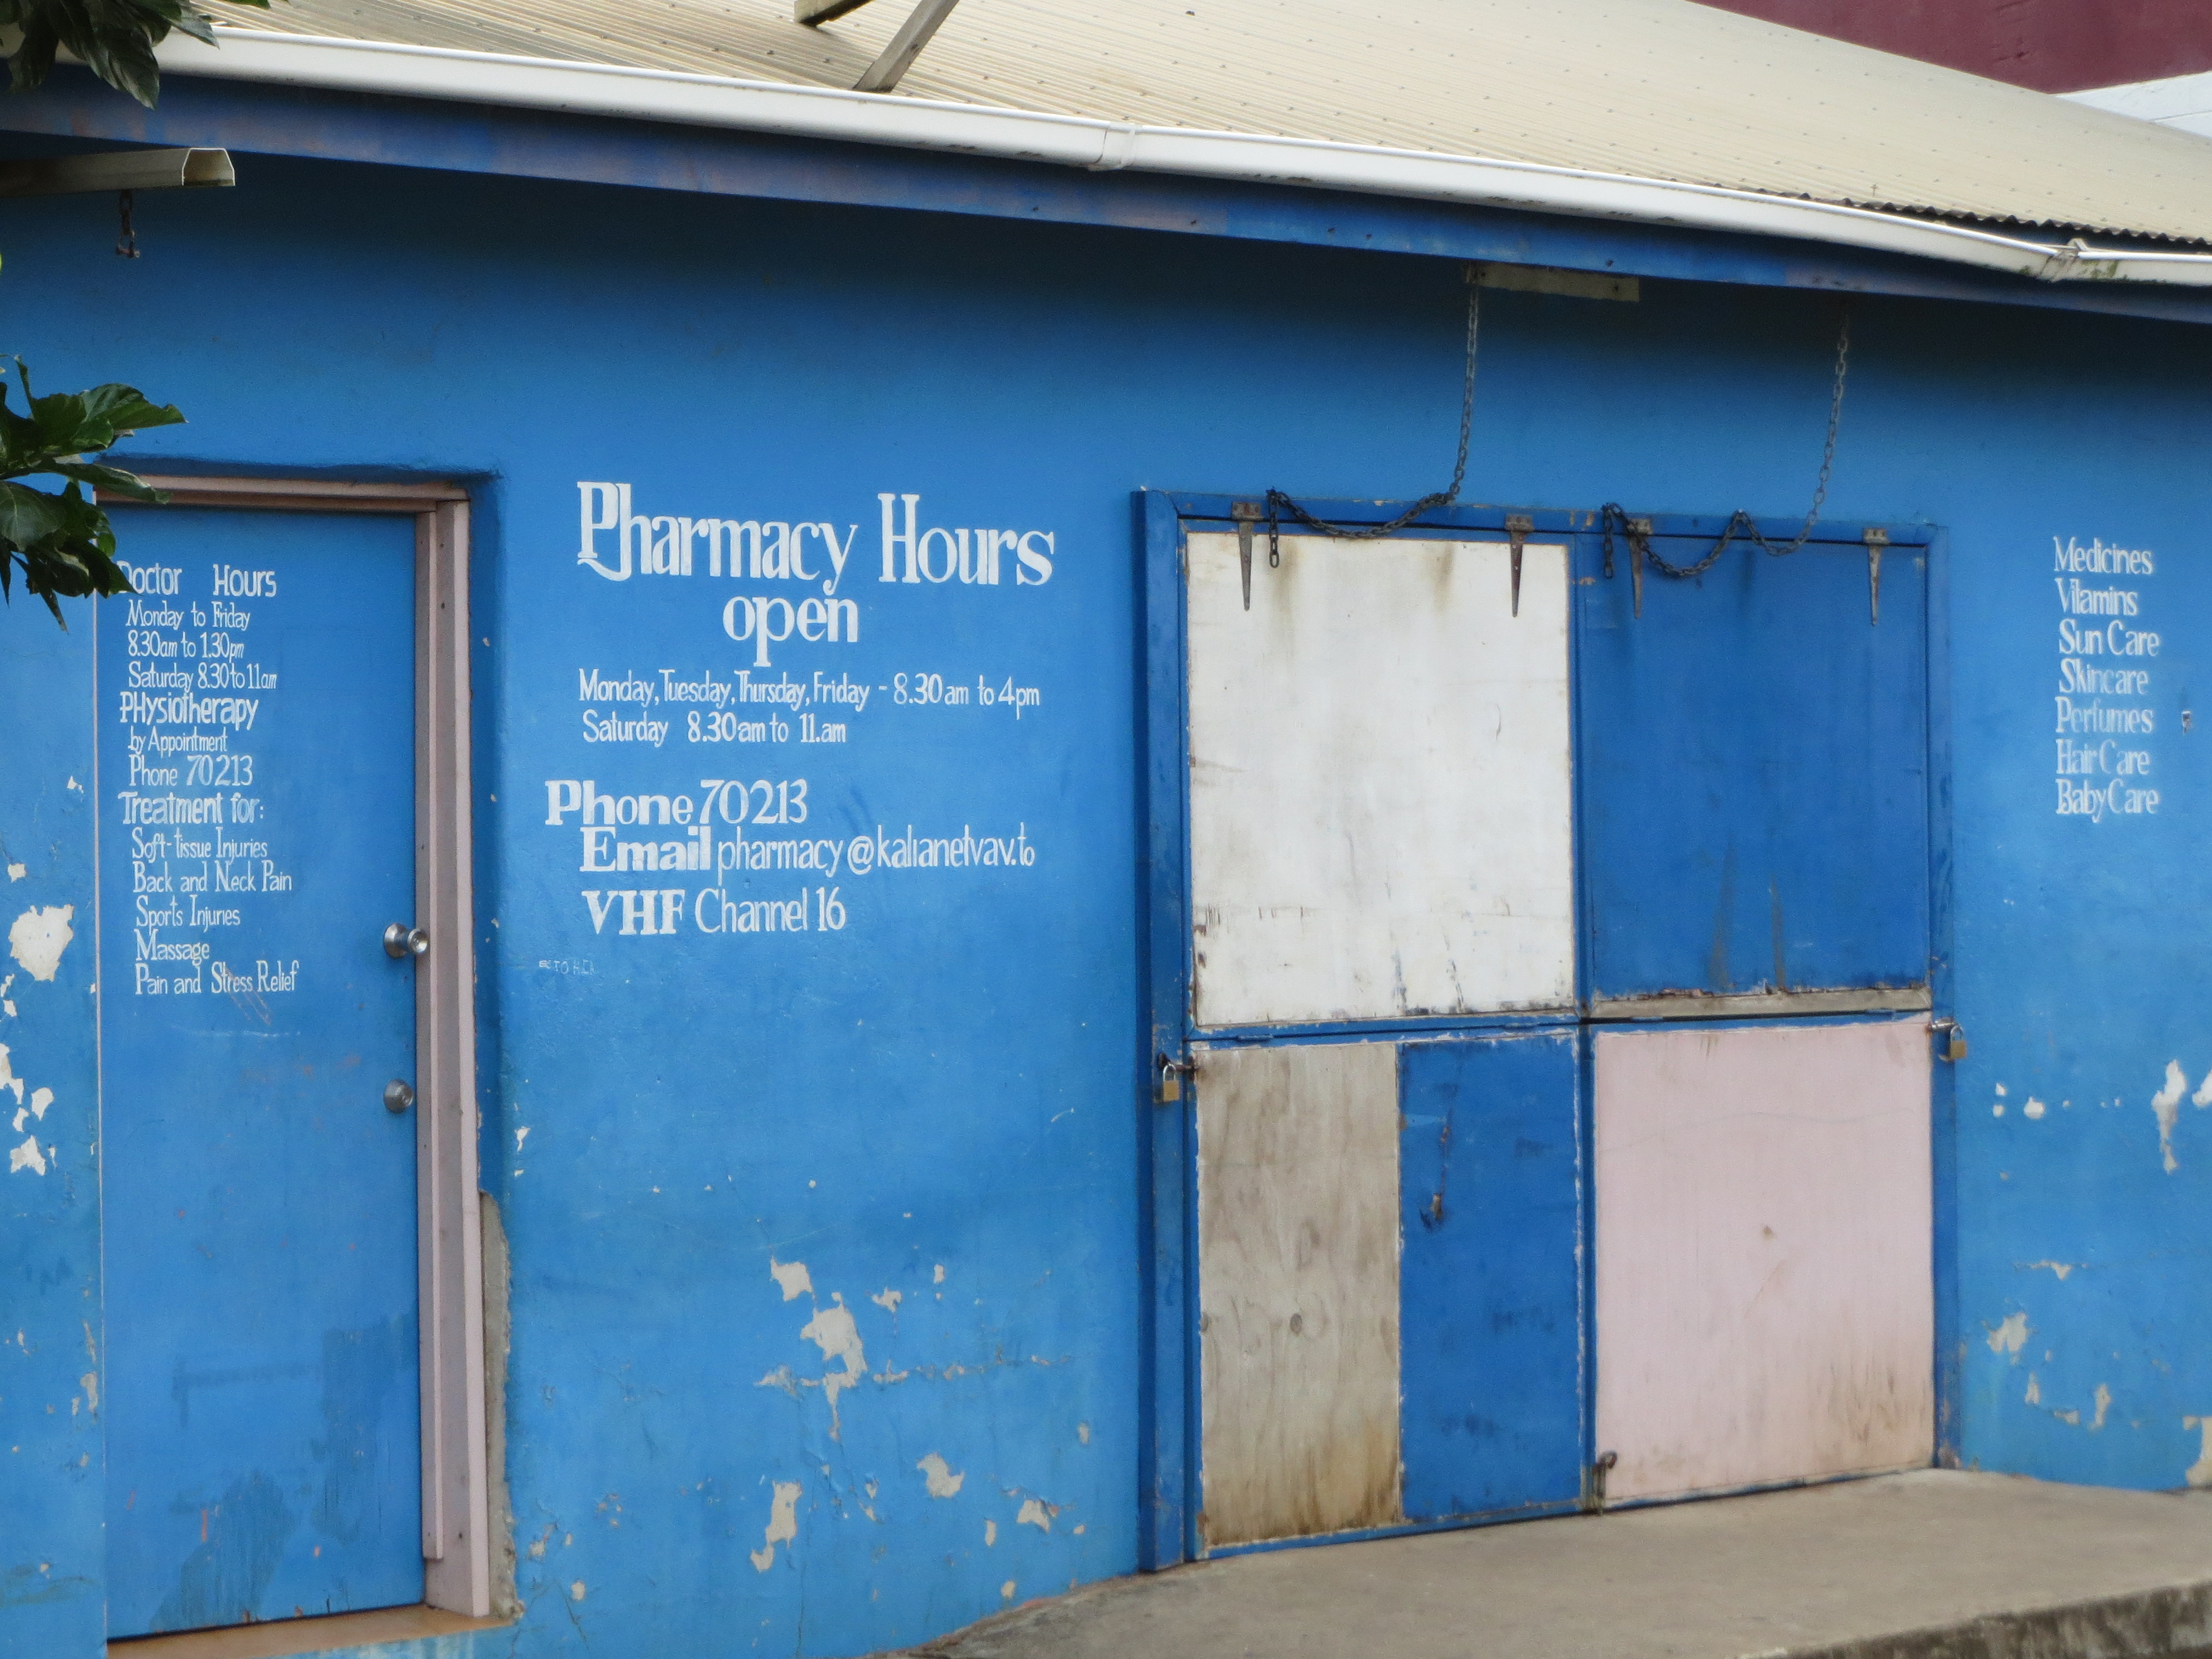 Doctor Hours
Monday to Friday
8.30am to 1.30pm
Saturday 8.30 to 11am
PHysiotherapy
by Appointment
Phone 70213
Treatment for:
Soft-tissue Injuries
Back and Neck Pain
Sports Injuries
Massage
Pain and Stress Relief
Pharmacy Hours
open
Monday, Tuesday, Thursday, Friday - 8.30am to 4pm
Saturday 8.30am to 11.am
Phone 70213
Email pharmacy@kalianetvav.to
VHF Channel 16
Medicines
Vitamins
Sun Care
Skincare
Perfumes
Hair Care
Baby Care